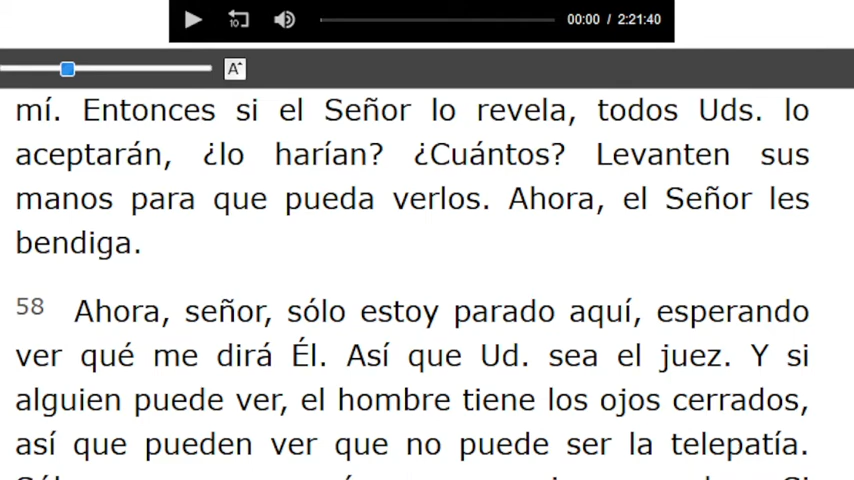 10
00:00 / 2:21:40
A
mí. Entonces si el Señor lo revela, todos Uds. lo
aceptarán, ¿lo harían? ¿Cuántos? Levanten sus
manos para que pueda verlos. Ahora, el Señor les
bendiga.
58 Ahora, señor, sólo estoy parado aquí, esperando
ver qué me dirá Él. Así que Ud. sea el juez. Y si
alguien puede ver, el hombre tiene los ojos cerrados,
así que pueden ver que no puede ser la telepatía.